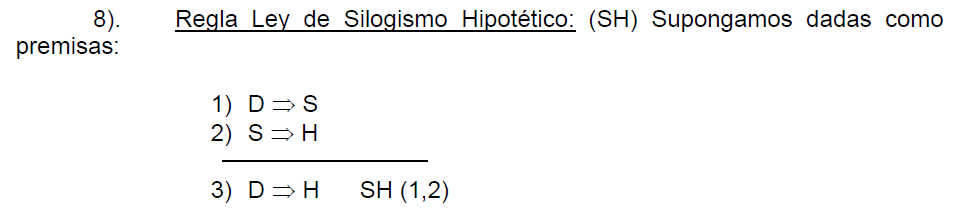 8). Regla Ley de Silogismo Hipotético: (SH) Supongamos dadas como
premisas:
1) D ⇒ S
2) S ⇒ H
3) D ⇒ H SH (1,2)